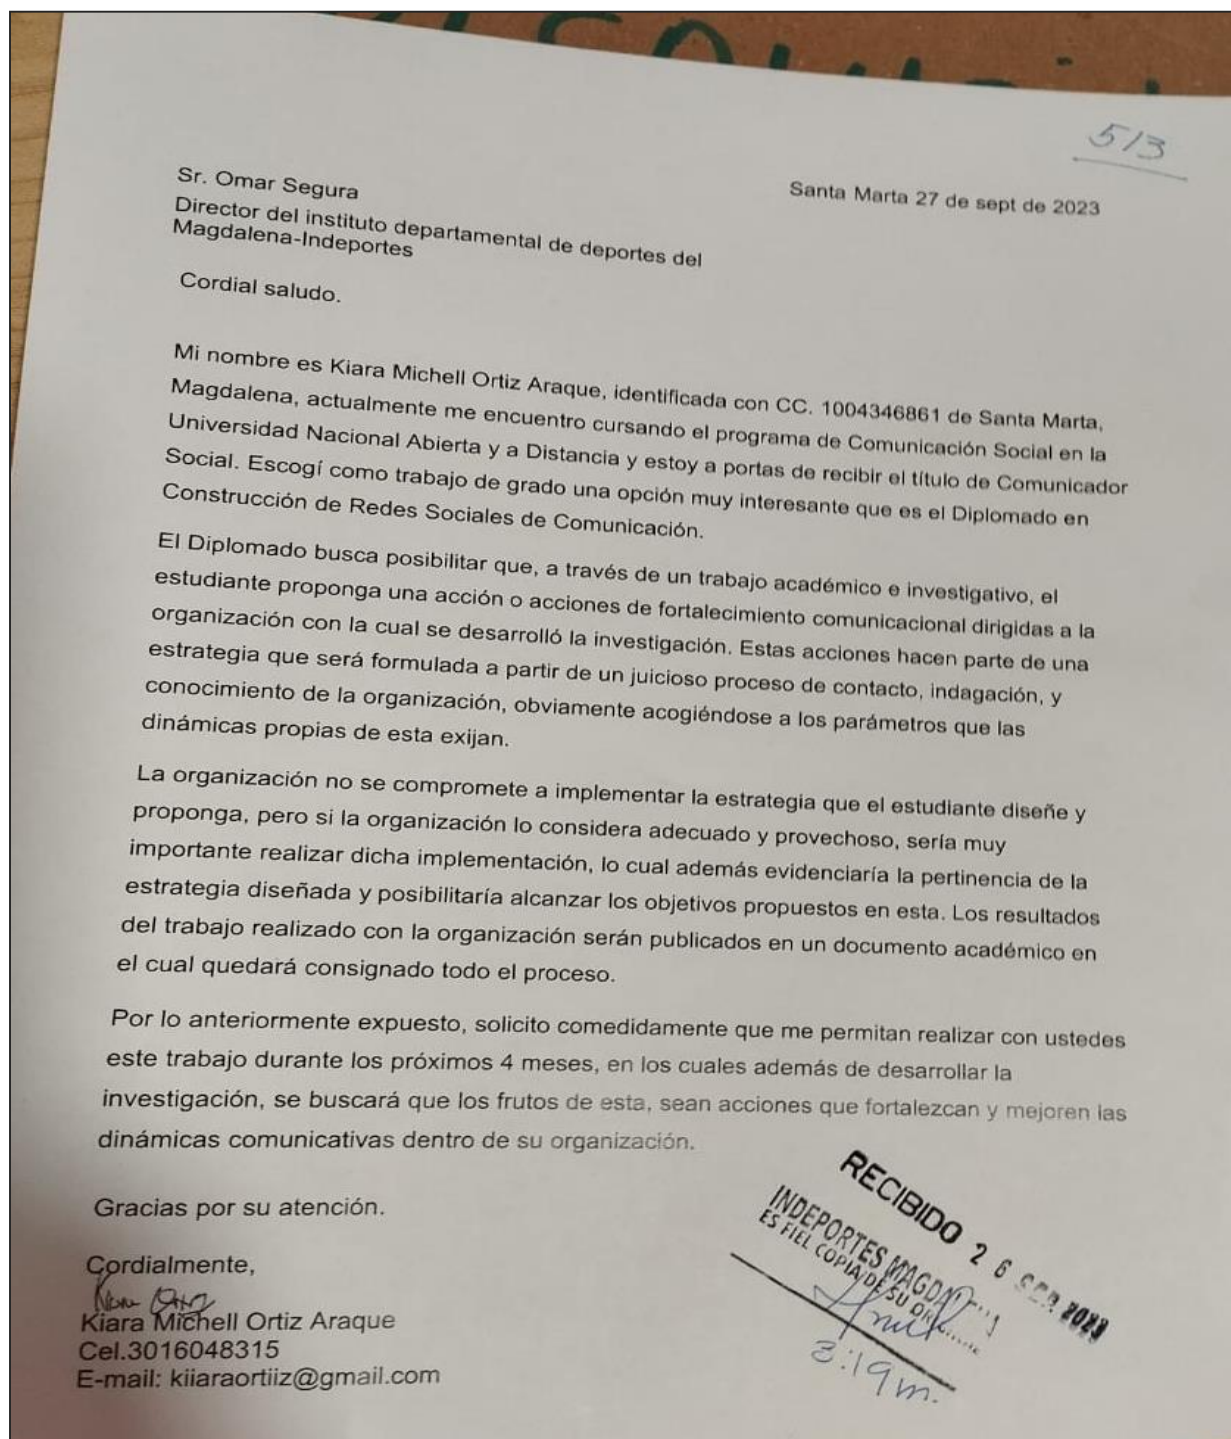 513
Santa Marta 27 de sept de 2023
Sr. Omar Segura
Director del instituto departamental de deportes del
Magdalena-Indeportes
Cordial saludo.
Mi nombre es Kiara Michell Ortiz Araque, identificada con CC. 1004346861 de Santa Marta,
Magdalena, actualmente me encuentro cursando el programa de Comunicación Social en la
Universidad Nacional Abierta y a Distancia y estoy a portas de recibir el título de Comunicador
Social. Escogí como trabajo de grado una opción muy interesante que es el Diplomado en
Construcción de Redes Sociales de Comunicación.
El Diplomado busca posibilitar que, a través de un trabajo académico e investigativo, el
estudiante proponga una acción o acciones de fortalecimiento comunicacional dirigidas a la
organización con la cual se desarrolló la investigación. Estas acciones hacen parte de una
estrategia que será formulada a partir de un juicioso proceso de contacto, indagación, y
conocimiento de la organización, obviamente acogiéndose a los parámetros que las
dinámicas propias de esta exijan.
La organización no se compromete a implementar la estrategia que el estudiante diseñe y
proponga, pero si la organización lo considera adecuado y provechoso, sería muy
importante realizar dicha implementación, lo cual además evidenciaría la pertinencia de la
estrategia diseñada y posibilitaría alcanzar los objetivos propuestos en esta. Los resultados
del trabajo realizado con la organización serán publicados en un documento académico en
el cual quedará consignado todo el proceso.
Por lo anteriormente expuesto, solicito comedidamente que me permitan realizar con ustedes
este trabajo durante los próximos 4 meses, en los cuales además de desarrollar la
investigación, se buscará que los frutos de esta, sean acciones que fortalezcan y mejoren las
dinámicas comunicativas dentro de su organización.
Gracias por su atención.
Cordialmente,
Kiara Ortiz
Kiara Michell Ortiz Araque
Cel.3016048315
E-mail: kiiaraortiiz@gmail.com
RECIBIDO 26 SEP 2023
INDEPORTES
ES FIEL COPIA DE SU
3:19m.